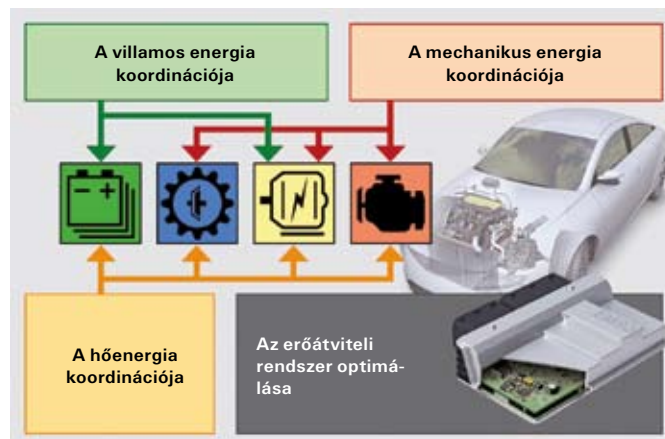 A villamos energia
koordinációja
A mechanikus energia
koordinációja
A hőenergia
koordinációja
Az erőátviteli
rendszer optimá-
lása